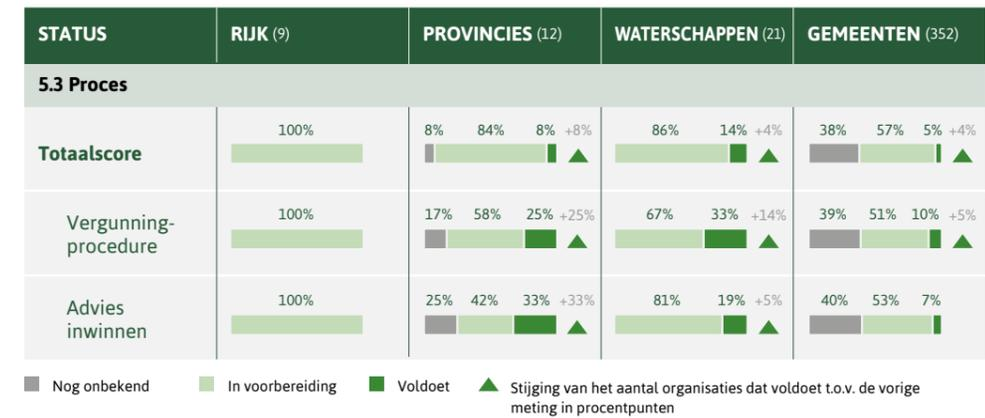 STATUS RIJK (9) PROVINCIES (12) WATERSCHAPPEN (21) GEMEENTEN (352)
5.3 Proces
Totaalscore 100% 8% 84% 8% +8% 86% 14% +4% 38% 57% 5% +4%
Vergunning-
procedure 100% 17% 58% 25% +25% 67% 33% +14% 39% 51% 10% +5%
Advies
inwinnen 100% 25% 42% 33% +33% 81% 19% +5% 40% 53% 7%
Nog onbekend In voorbereiding Voldoet Stijging van het aantal organisaties dat voldoet t.o.v. de vorige
meting in procentpunten